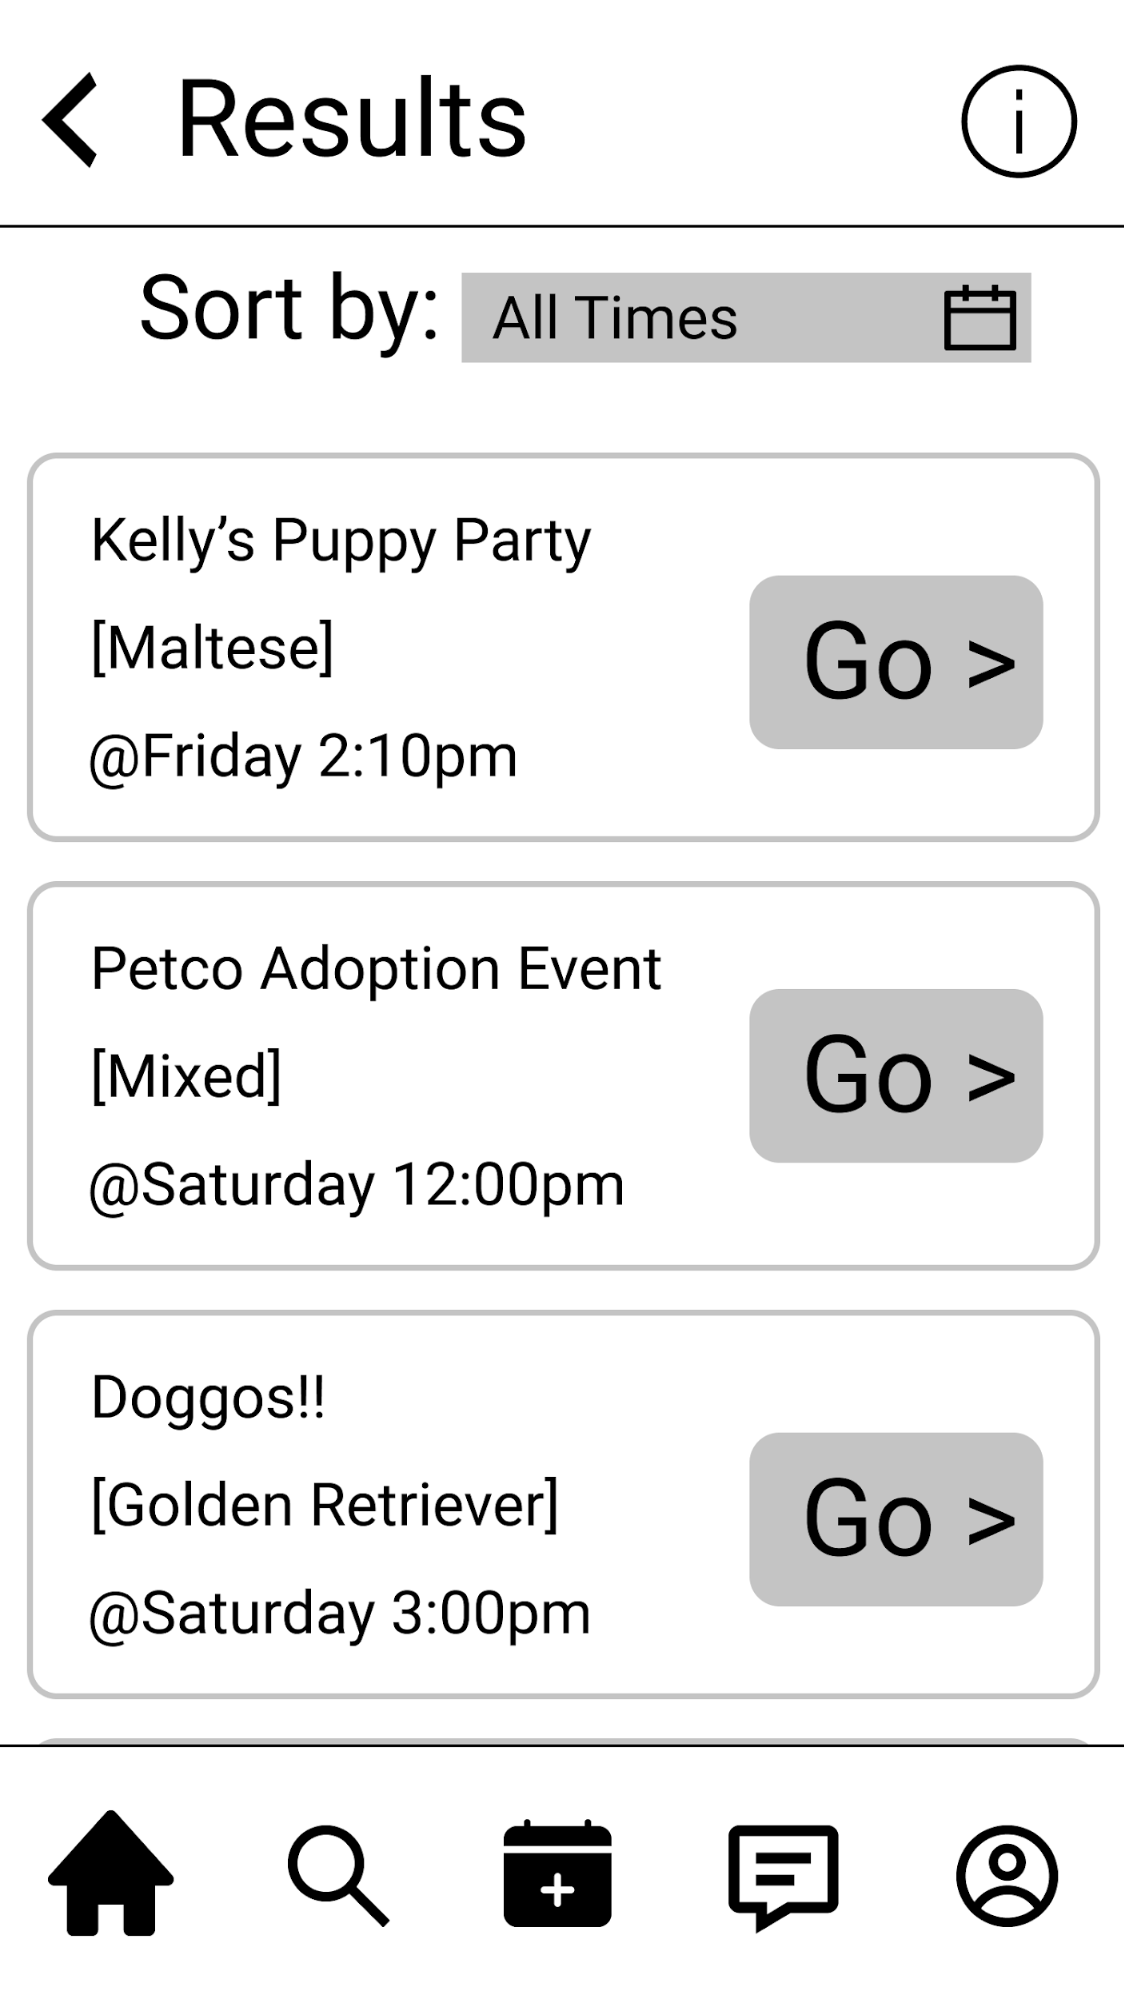 Results
i
Sort by: All Times
Kelly’s Puppy Party
[Maltese]
@Friday 2:10pm
Go >
Petco Adoption Event
[Mixed]
@Saturday 12:00pm
Go >
Doggos!!
[Golden Retriever]
@Saturday 3:00pm
Go >